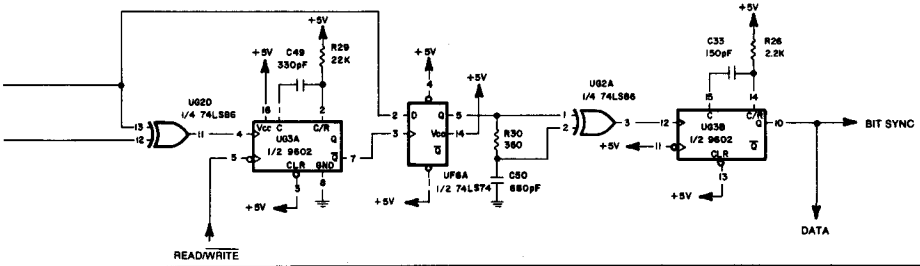 +5V
+5V
C49
330pF
R29
22K
+5V
+5V
4
C33
150pF
R26
2.2K
UG2D
1/4 74LS86
13
12
11
16
1
2
Vcc C C/R
Q
UG3A
1/2 9602
Q
CLR GND
4
5
7
3
8
+5V
READ/WRITE
2
3
D Q
Vcc
Q
5
14
1
UF6A
1/2 74LS74
+5V
R30
360
C50
680pF
UG2A
1/4 74LS86
1
2
3
15
14
C C/R
Q
UG3B
1/2 9602
CLR Q
12
+5V
11
10
13
+5V
BIT SYNC
DATA